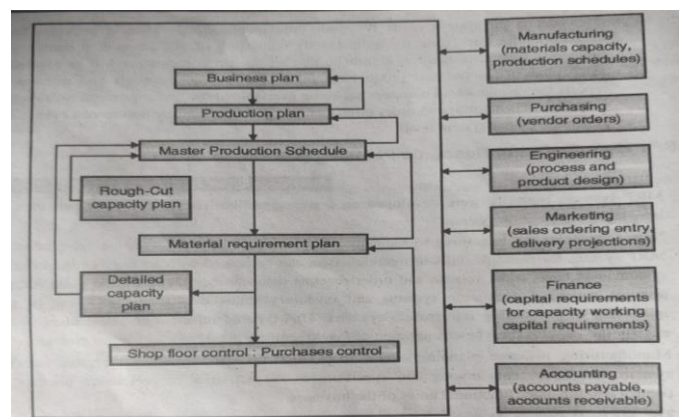 Business plan
Production plan
Master Production Schedule
Rough-Cut
capacity plan
Material requirement plan
Detailed
capacity
plan
Shop floor control : Purchases control
Manufacturing
(materials capacity,
production schedules)
Purchasing
(vendor orders)
Engineering
(process and
product design)
Marketing
(sales ordering entry,
delivery projections)
Finance
(capital requirements
for capacity working
capital requirements)
Accounting
(accounts payable,
accounts receivable)